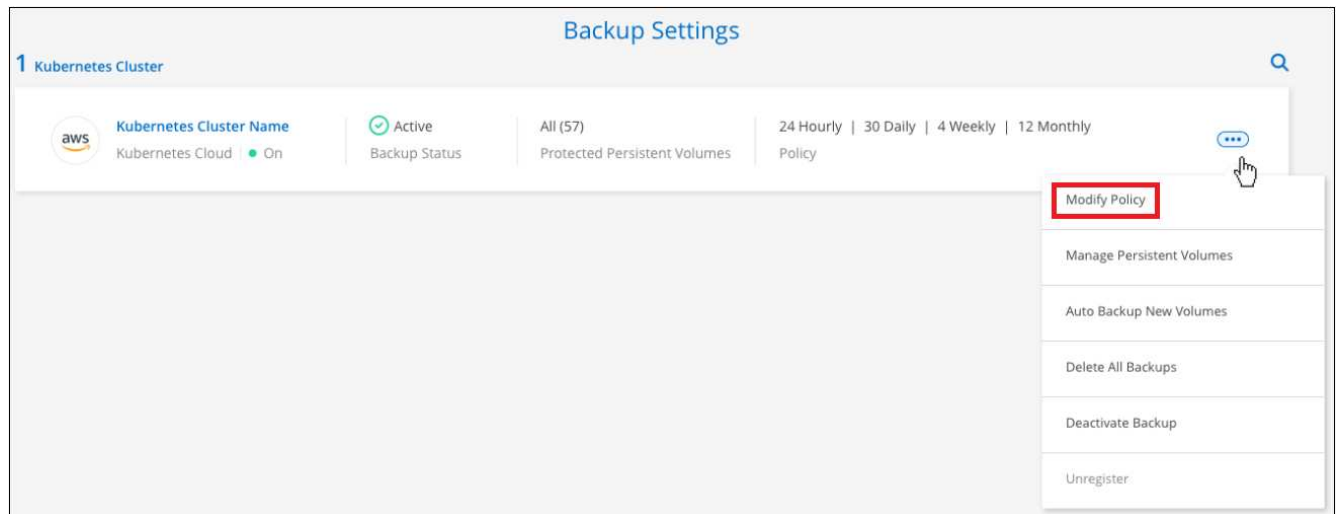 Backup Settings
1 Kubernetes Cluster
aws
Kubernetes Cluster Name
Kubernetes Cloud
On
Active
Backup Status
All (57)
Protected Persistent Volumes
24 Hourly | 30 Daily | 4 Weekly | 12 Monthly
Policy
Modify Policy
Manage Persistent Volumes
Auto Backup New Volumes
Delete All Backups
Deactivate Backup
Unregister